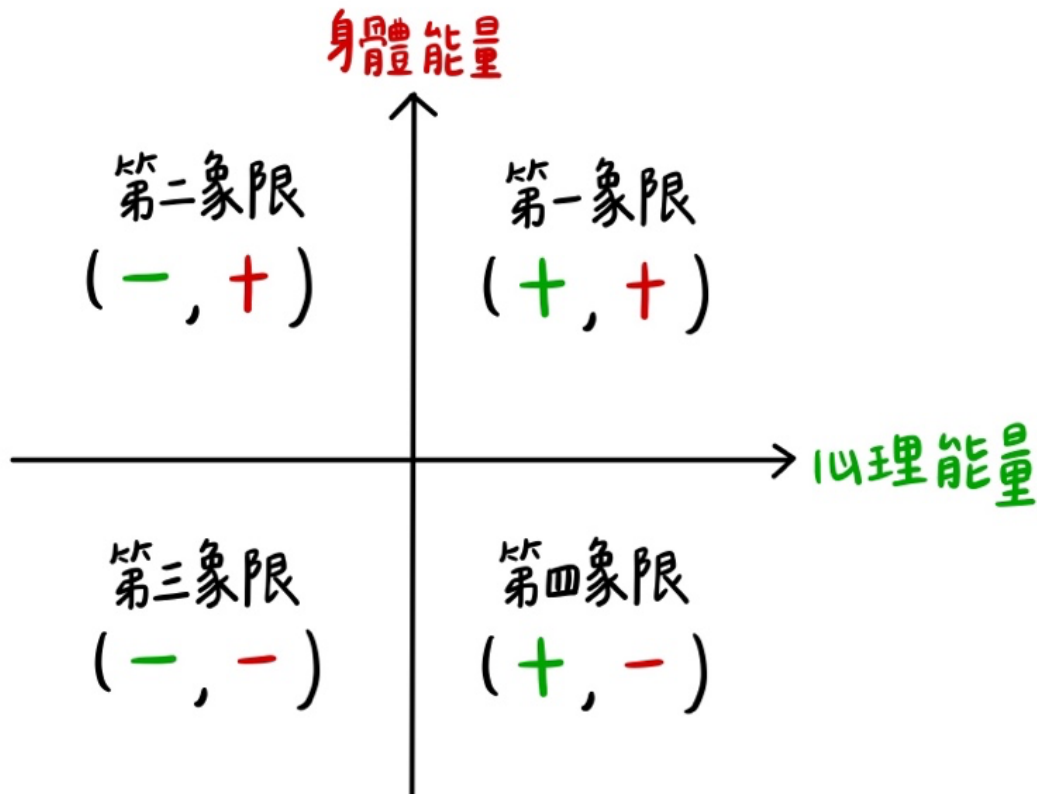 身體能量
第二象限
(－,＋)
第一象限
(＋,＋)
心理能量
第三象限
(－,－)
第四象限
(＋,－)